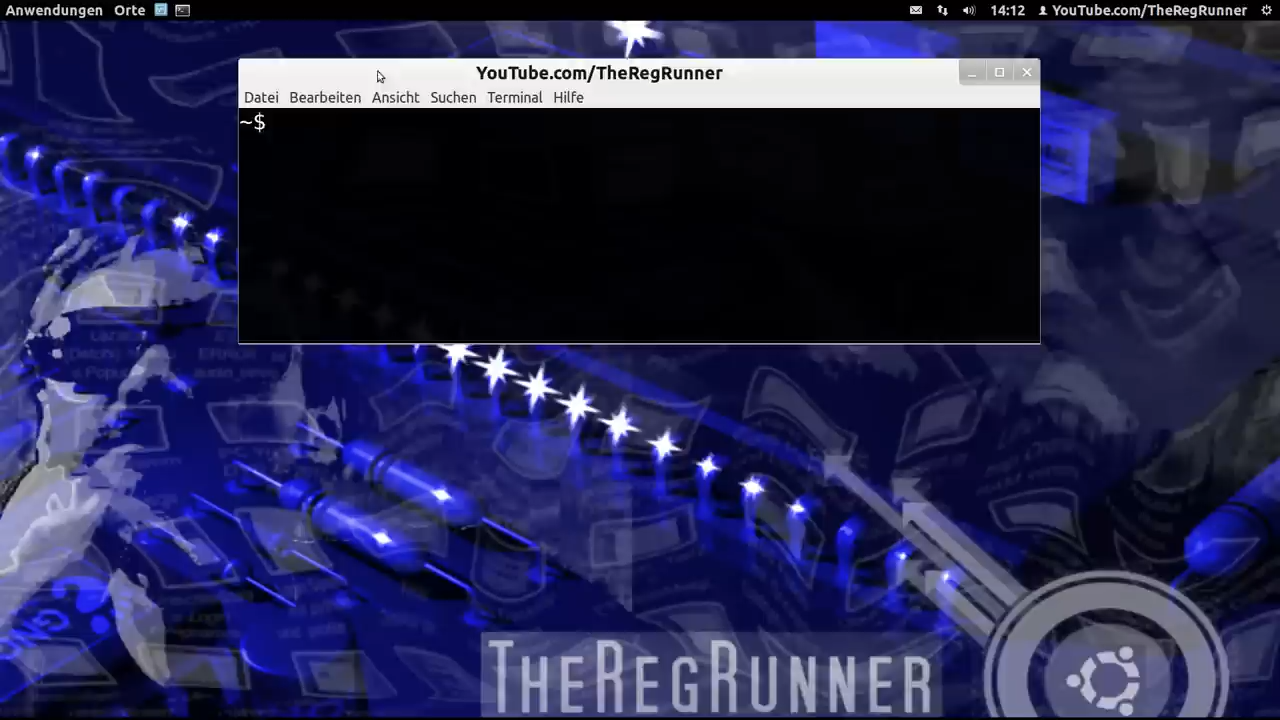 Anwendungen Orte 14:12 YouTube.com/TheRegRunner
YouTube.com/TheRegRunner
Datei Bearbeiten Ansicht Suchen Terminal Hilfe
~$
THEREGRUNNER